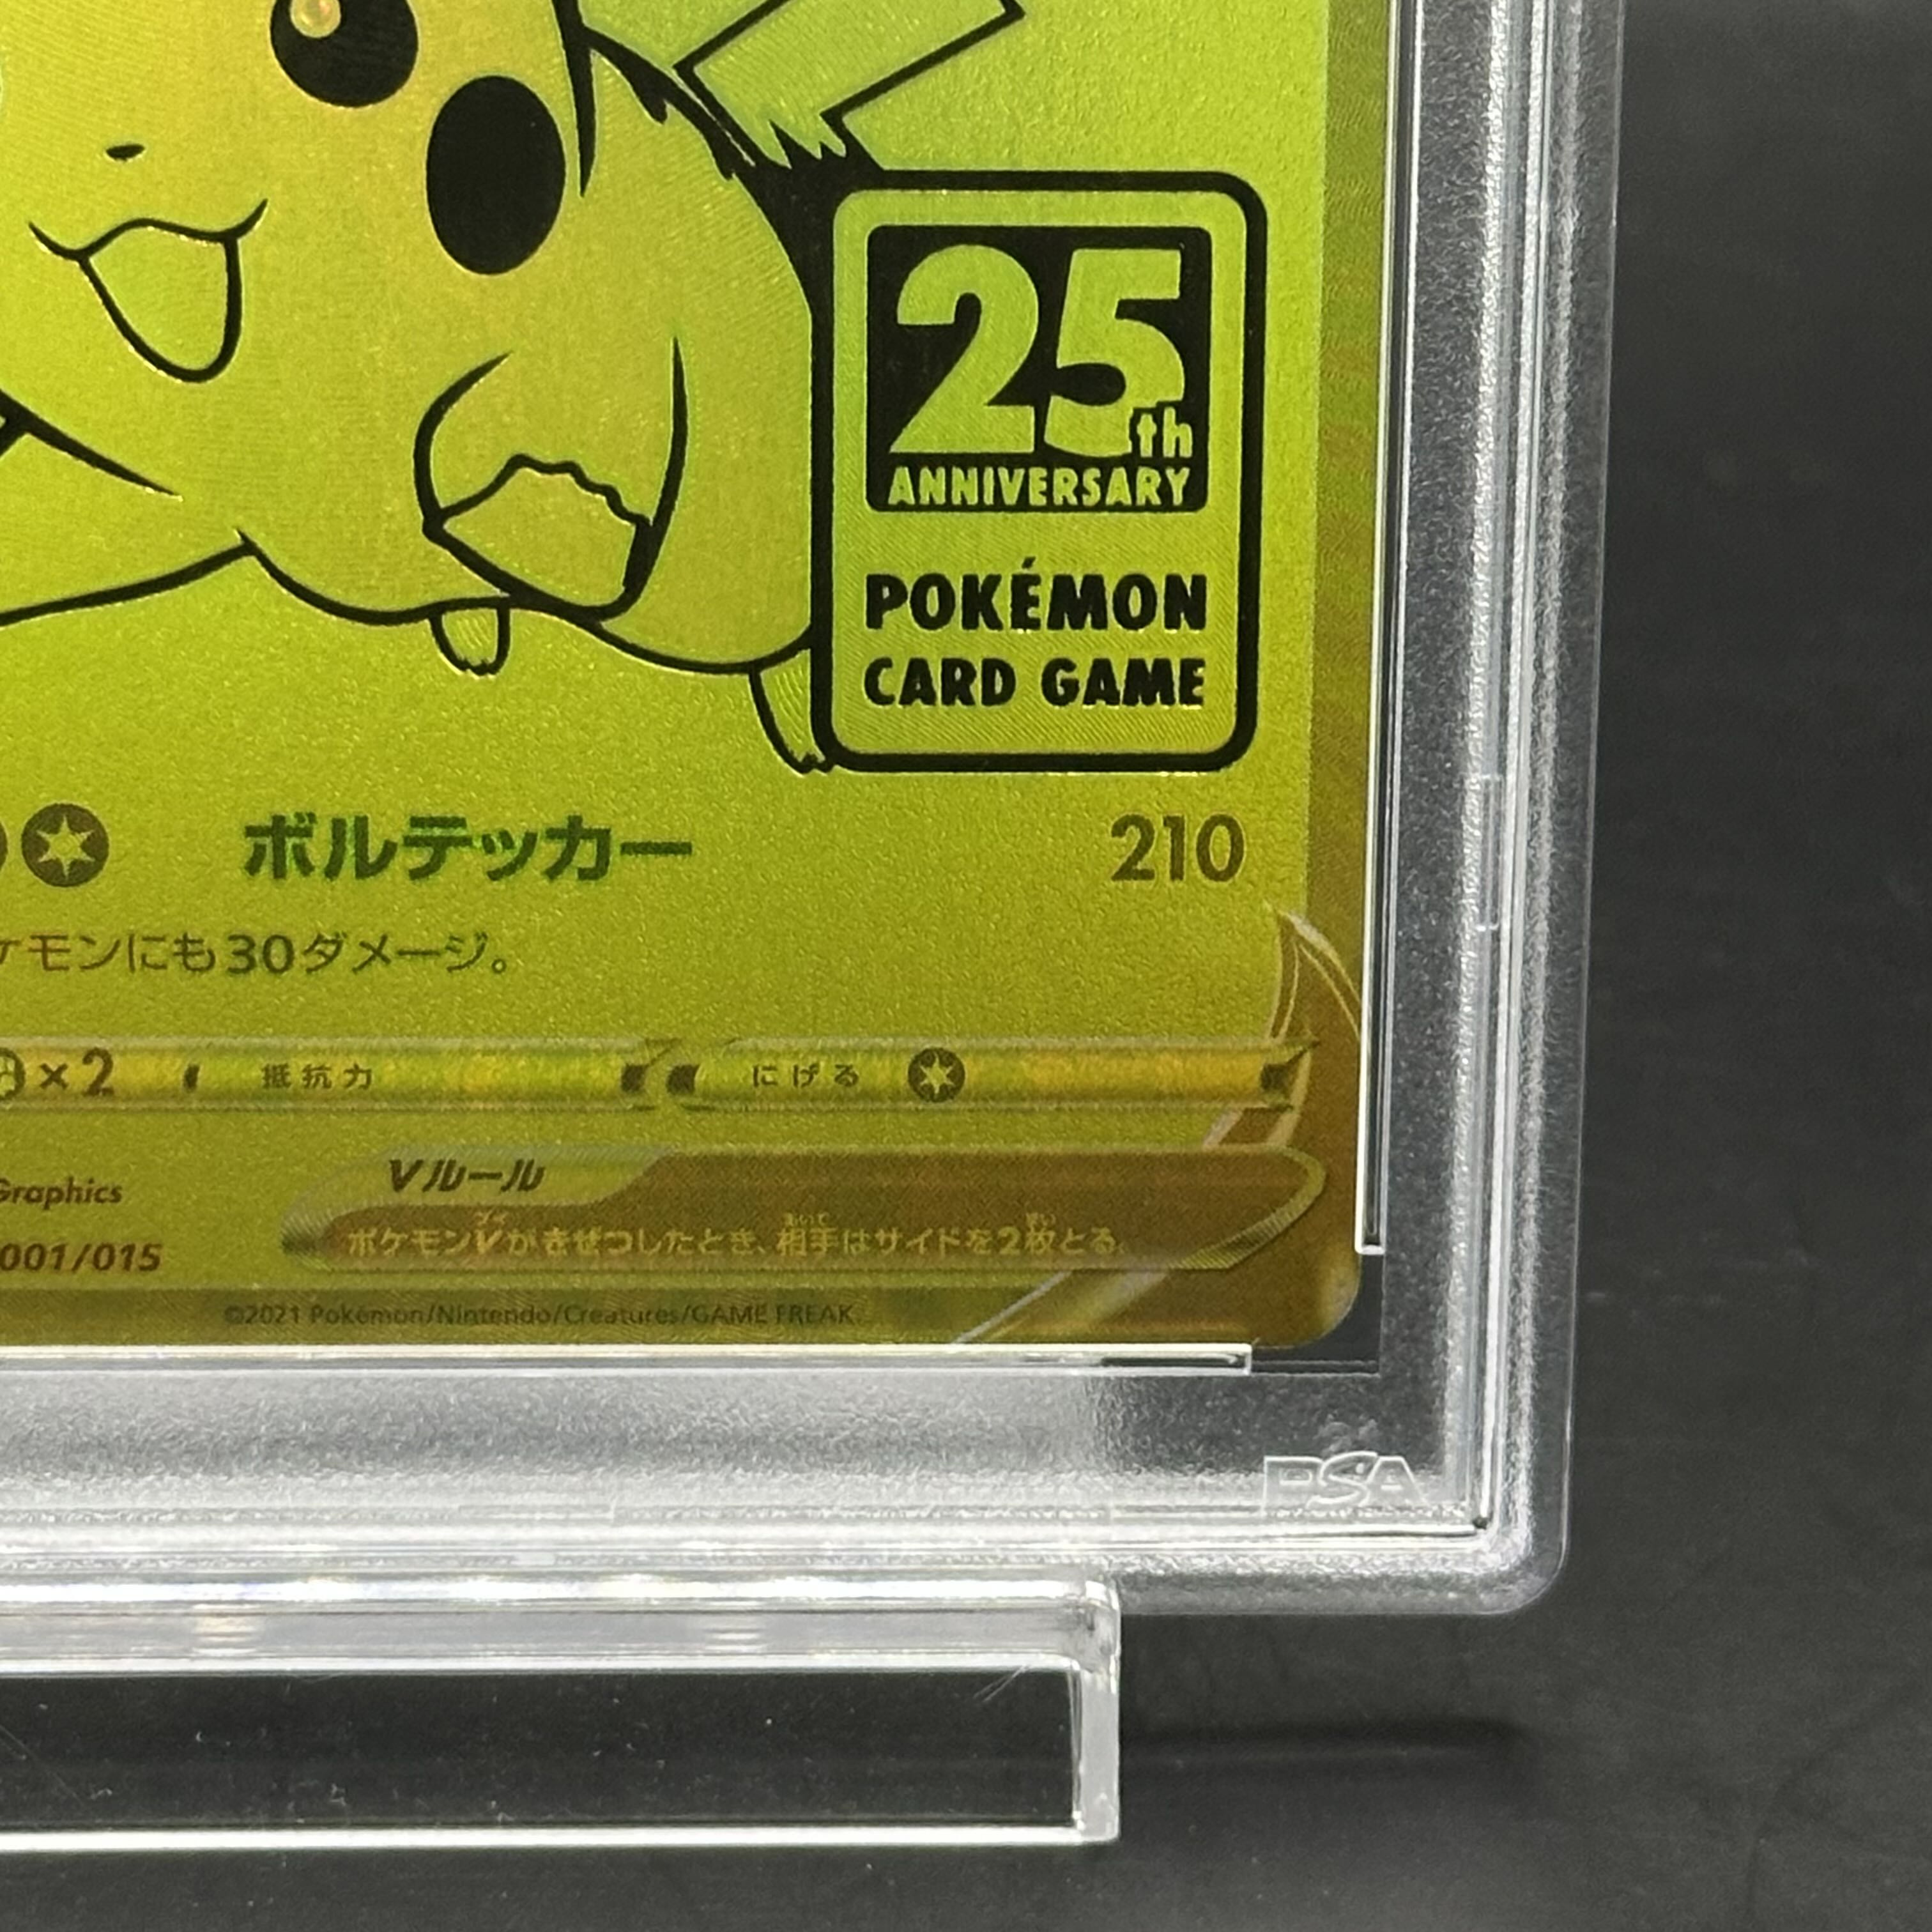 25th
ANNIVERSARY
POKÉMON
CARD GAME
ボルテッカー 210
ケモンにも30ダメージ。
×2 抵抗力 にげる
Graphics
Vルール
001/015
ポケモンVがきぜつしたとき、相手はサイドを2枚とる。
©2021 Pokémon/Nintendo/Creatures/GAME FREAK
PSA